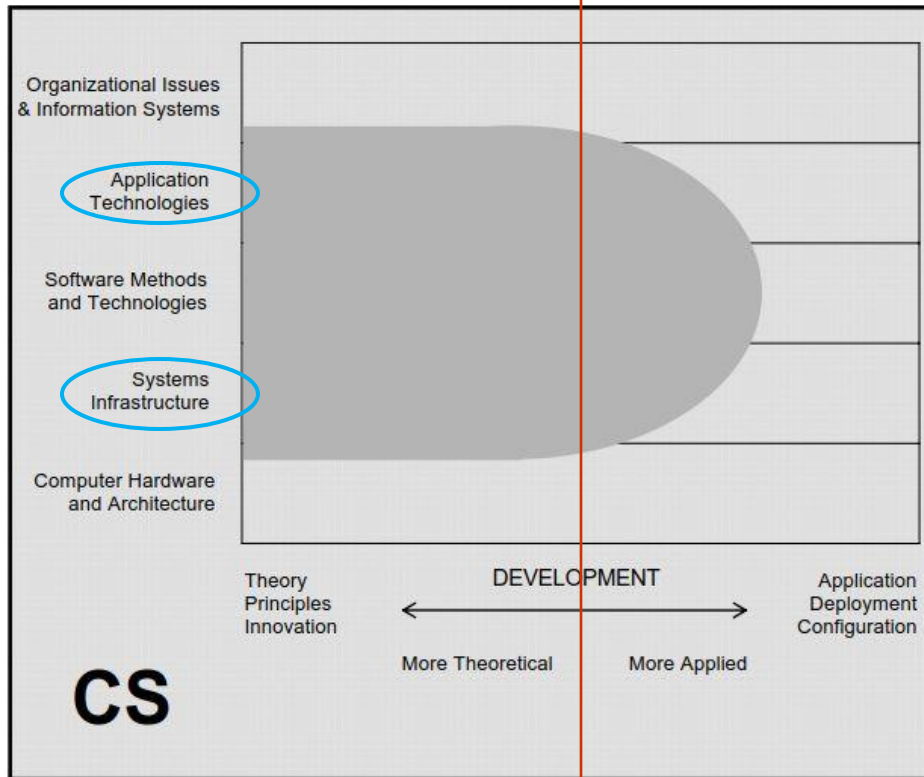 Organizational Issues
& Information Systems
Application
Technologies
Software Methods
and Technologies
Systems
Infrastructure
Computer Hardware
and Architecture
Theory
Principles
Innovation
DEVELOPMENT
Application
Deployment
Configuration
More Theoretical
More Applied
CS